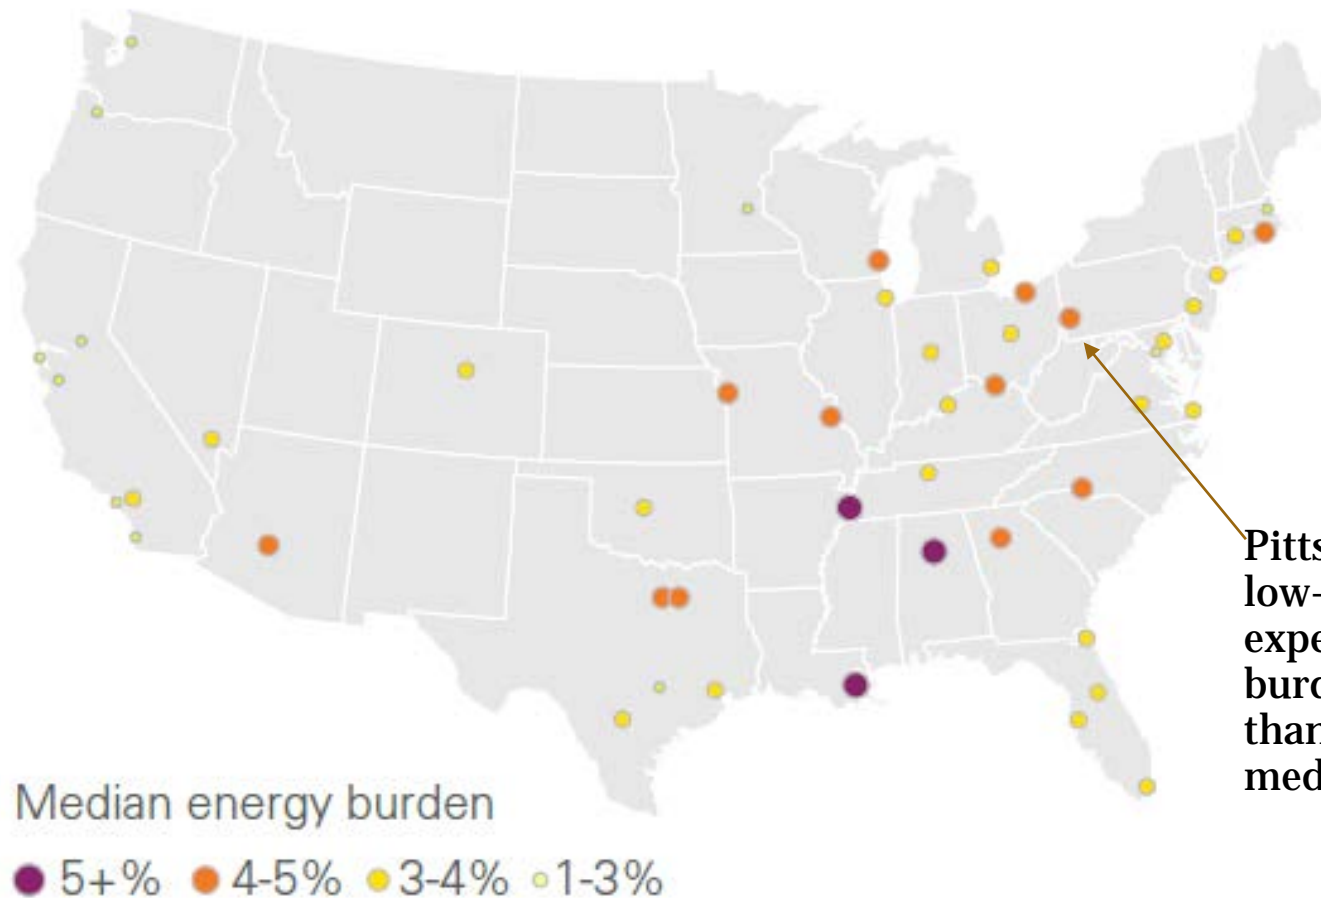 Pitts
low-
expe
burd
than
med
Median energy burden
5+% 4-5% 3-4% 1-3%